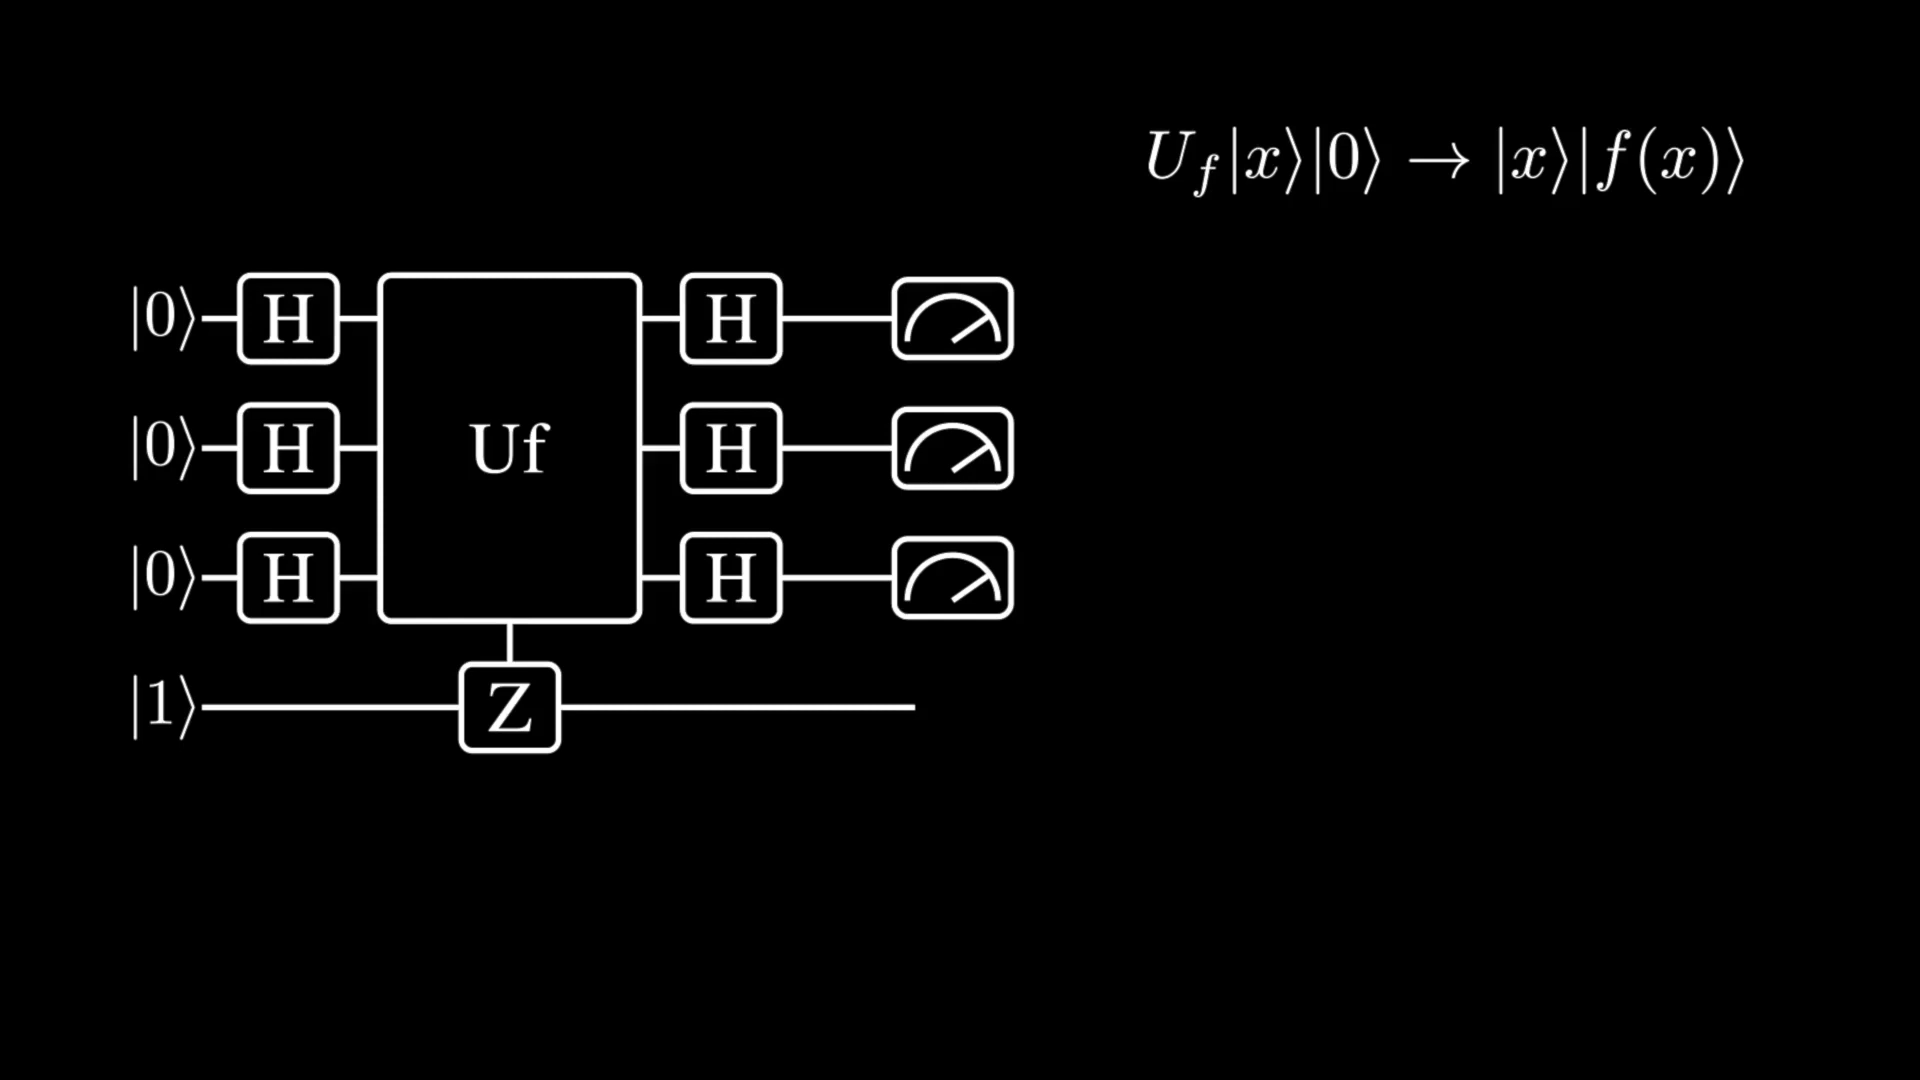 U_f|x⟩|0⟩ → |x⟩|f(x)⟩
|0⟩ H H
|0⟩ H Uf H
|0⟩ H H
|1⟩ Z